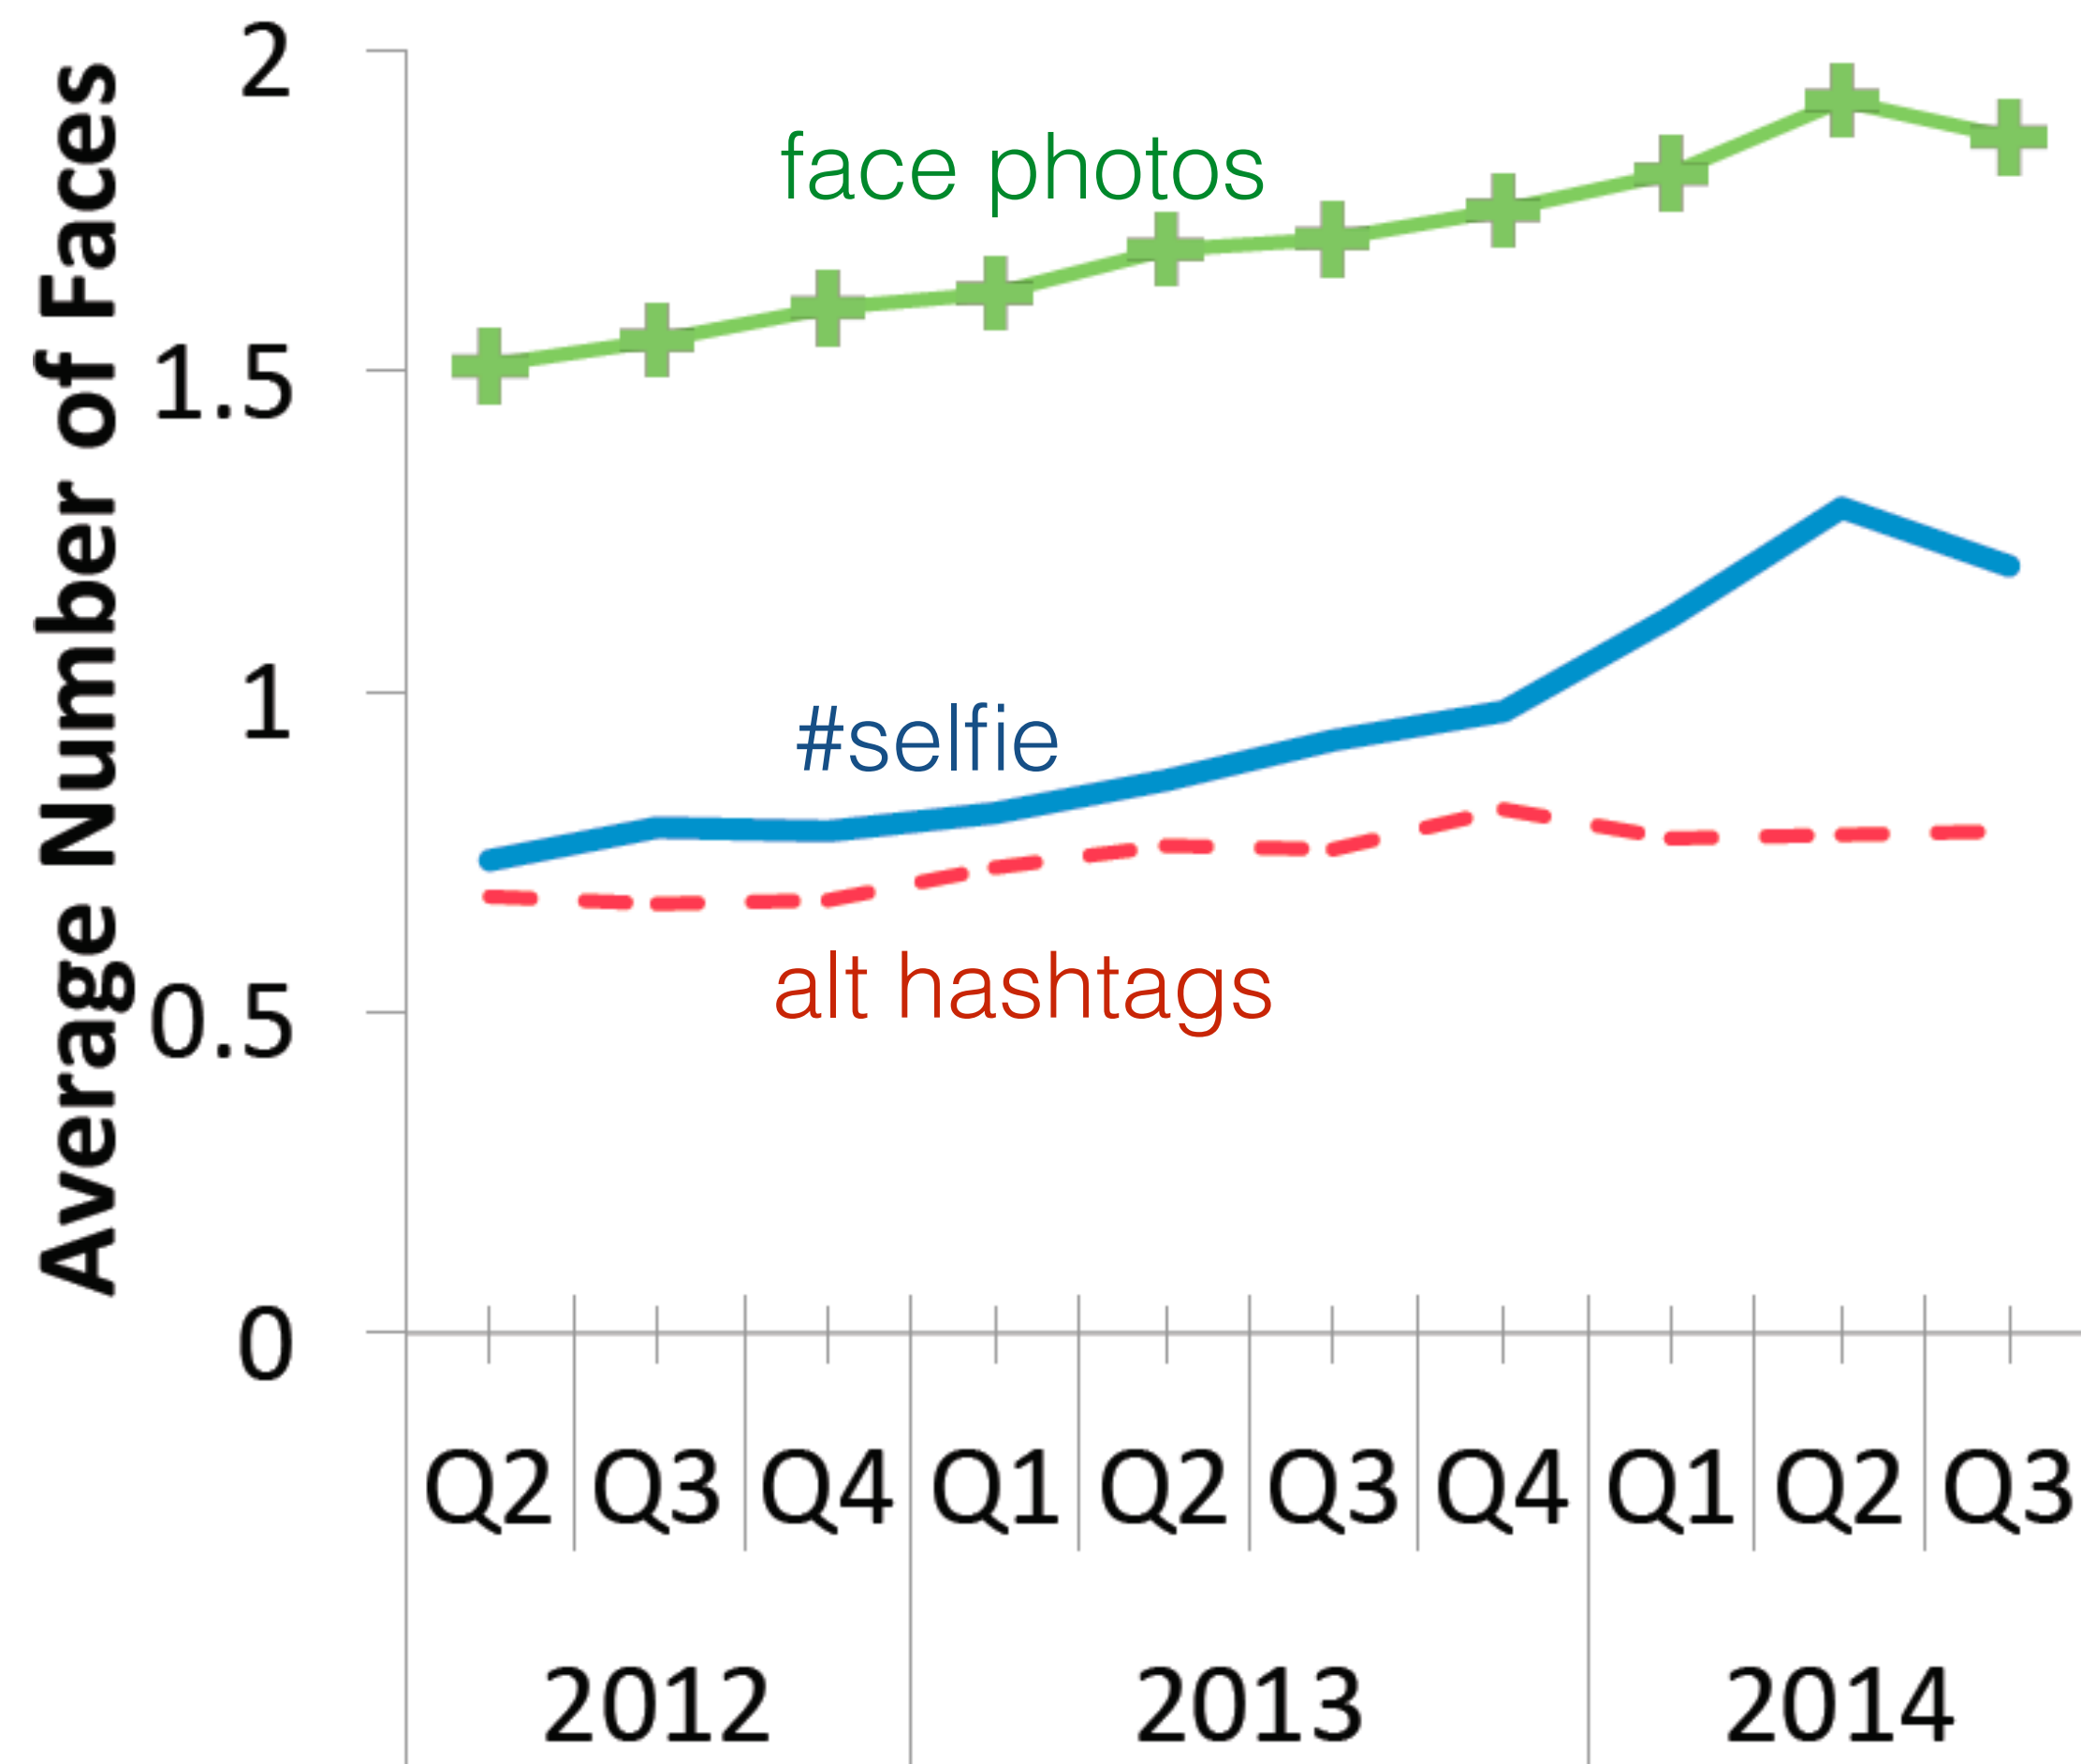 Average Number of Faces
2
1.5
1
0.5
0
face photos
#selfie
alt hashtags
Q2 Q3 Q4 Q1 Q2 Q3 Q4 Q1 Q2 Q3
2012 2013 2014